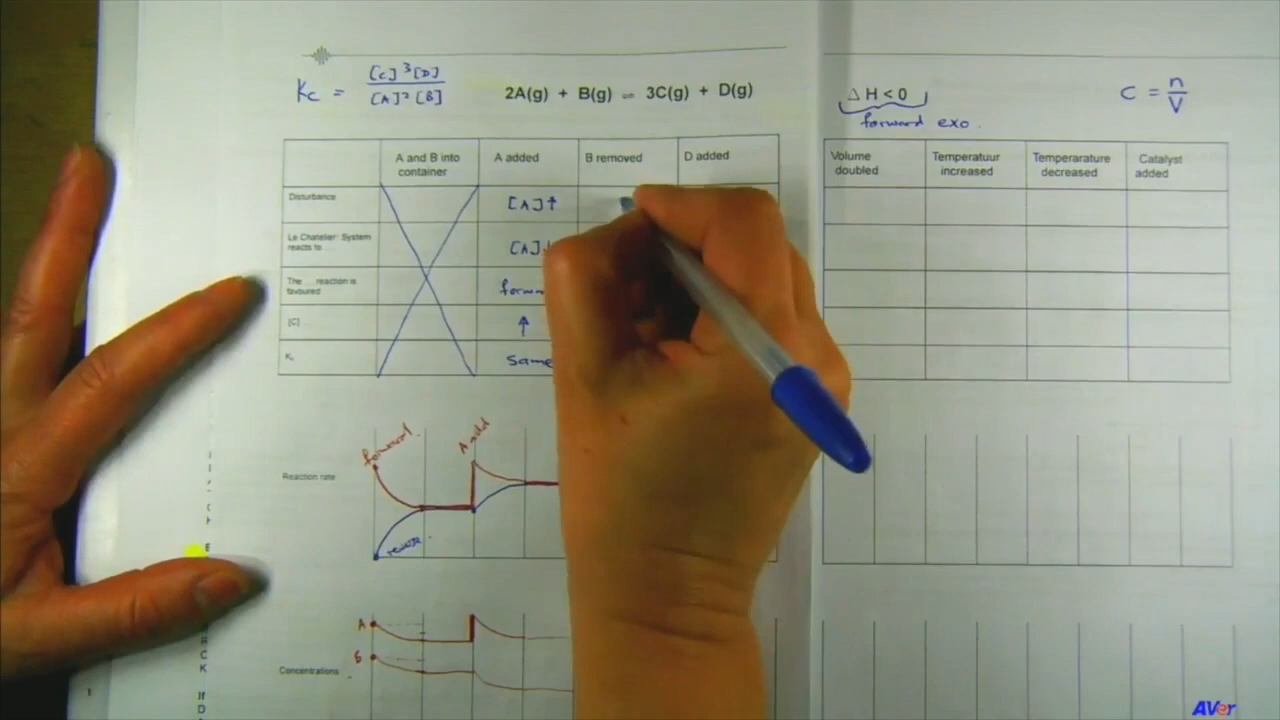 Kc = [C]³[D]
[A]²[B]
2A(g) + B(g) ⇌ 3C(g) + D(g)
ΔH<0
forward exo.
C = n
V
A and B into
container
A added
B removed
D added
Volume
doubled
Temperatuur
increased
Temperarature
decreased
Catalyst
added
Disturbance
[A]↑
Le Chatelier: System
reacts to ...
[A]
The ... reaction is
favoured
forw
[C]
↑
Kc
same
forward.
A add
Reaction rate
reverse.
A
B
Concentrations
AVer